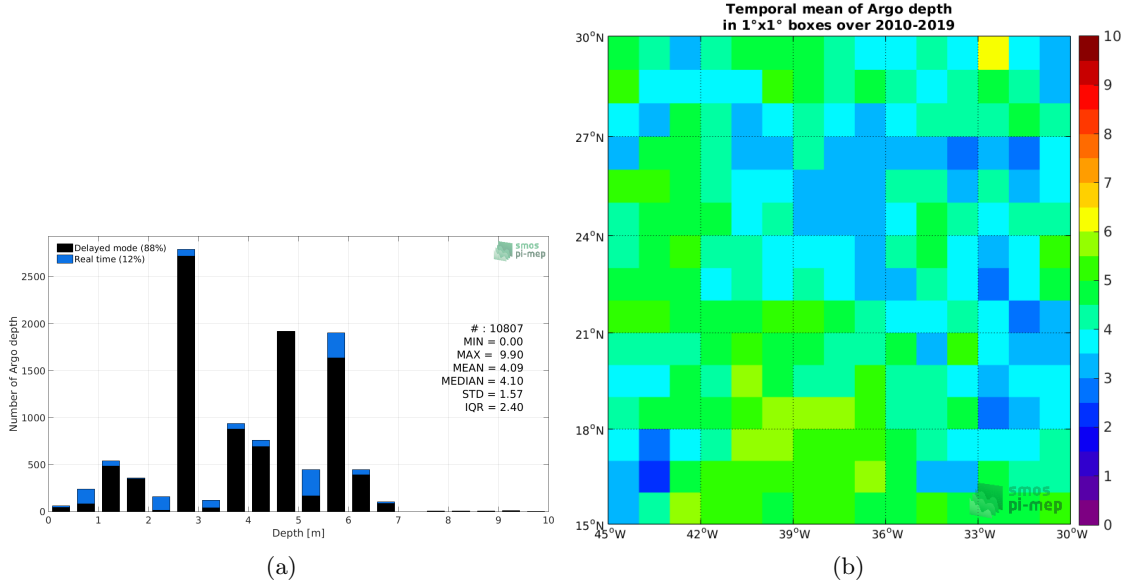 Delayed mode (88%)
Real time (12%)
smos
pi-mep
Number of Argo depth
2500
2000
1500
1000
500
0
# : 10807
MIN = 0.00
MAX = 9.90
MEAN = 4.09
MEDIAN = 4.10
STD = 1.57
IQR = 2.40
0 1 2 3 4 5 6 7 8 9 10
Depth [m]
(a)
Temporal mean of Argo depth
in 1°x1° boxes over 2010-2019
30°N
27°N
24°N
21°N
18°N
15°N
45°W 42°W 39°W 36°W 33°W 30°W
smos
pi-mep
10
9
8
7
6
5
4
3
2
1
0
(b)